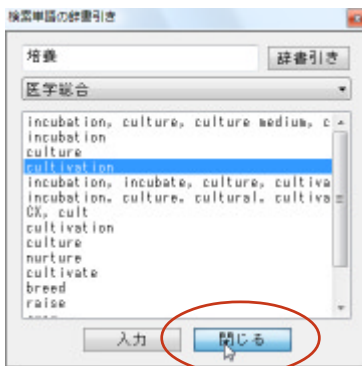 検索単語の辞書引き
培養
辞書引き
医学総合
incubation, culture, culture medium, c
incubation
culture
cultivation
incubation, incubate, culture, cultiva
incubation. culture. cultural. cultiva
CX, cult
cultivation
culture
nurture
cultivate
breed
raise
入力
閉じる